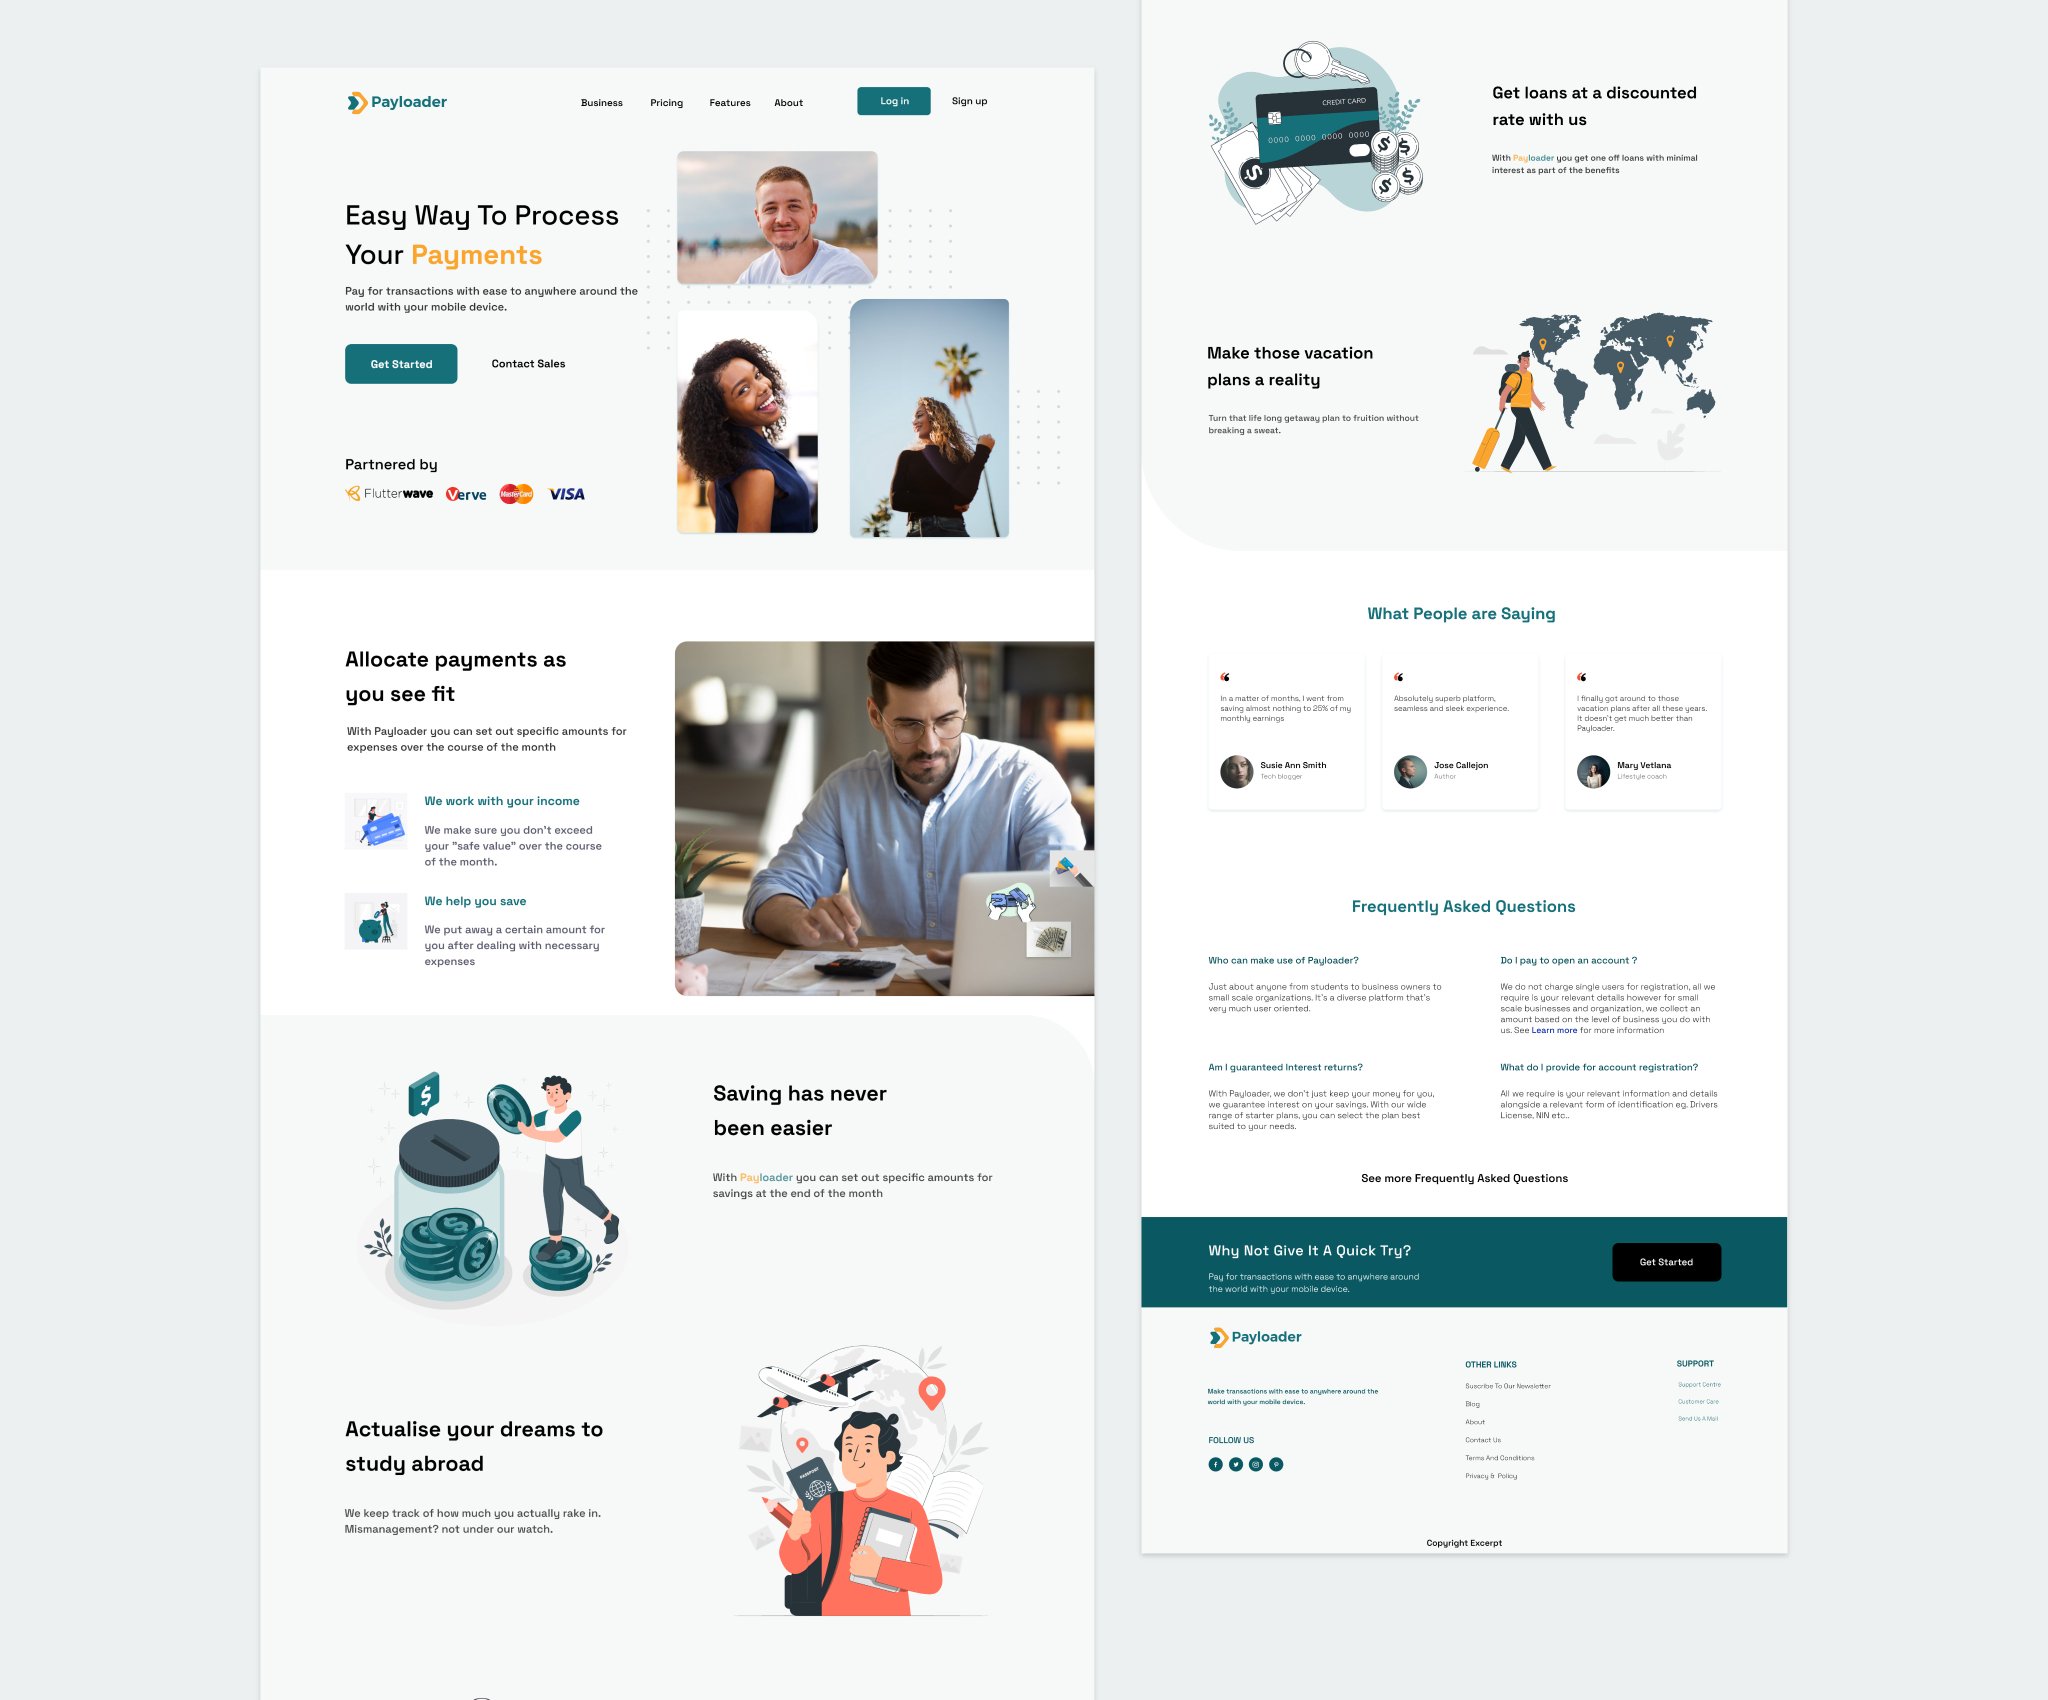 Payloader
Business Pricing Features About Log in Sign up
Easy Way To Process
Your Payments
Pay for transactions with ease to anywhere around the
world with your mobile device.
Get Started Contact Sales
Partnered by
Flutterwave Verve MasterCard VISA
Allocate payments as
you see fit
With Payloader you can set out specific amounts for
expenses over the course of the month
We work with your income
We make sure you don't exceed
your "safe value" over the course
of the month.
We help you save
We put away a certain amount for
you after dealing with necessary
expenses
Saving has never
been easier
With Payloader you can set out specific amounts for
savings at the end of the month
Actualise your dreams to
study abroad
We keep track of how much you actually rake in.
Mismanagement? not under our watch.
PASSPORT
CREDIT CARD
0000 0000 0000 0000
Get loans at a discounted
rate with us
With Payloader you get one off loans with minimal
interest as part of the benefits
Make those vacation
plans a reality
Turn that life long getaway plan to fruition without
breaking a sweat.
What People are Saying
In a matter of months, I went from
saving almost nothing to 25% of my
monthly earnings
Susie Ann Smith
Tech blogger
Absolutely superb platform,
seamless and sleek experience.
Jose Callejon
Author
I finally got around to those
vacation plans after all these years.
It doesn't get much better than
Payloader.
Mary Vetlana
Lifestyle coach
Frequently Asked Questions
Who can make use of Payloader?
Just about anyone from students to business owners to
small scale organizations. It's a diverse platform that's
very much user oriented.
Do I pay to open an account ?
We do not charge single users for registration, all we
require is your relevant details however for small
scale businesses and organization, we collect an
amount based on the level of business you do with
us. See Learn more for more information
Am I guaranteed Interest returns?
With Payloader, we don't just keep your money for you,
we guarantee interest on your savings. With our wide
range of starter plans, you can select the plan best
suited to your needs.
What do I provide for account registration?
All we require is your relevant information and details
alongside a relevant form of identification eg. Drivers
License, NIN etc..
See more Frequently Asked Questions
Why Not Give It A Quick Try?
Pay for transactions with ease to anywhere around
the world with your mobile device.
Get Started
Payloader
Make transactions with ease to anywhere around the
world with your mobile device.
FOLLOW US
OTHER LINKS
Suscribe To Our Newsletter
Blog
About
Contact Us
Terms And Conditions
Privacy & Policy
SUPPORT
Support Centre
Customer Care
Send Us A Mail
Copyright Excerpt